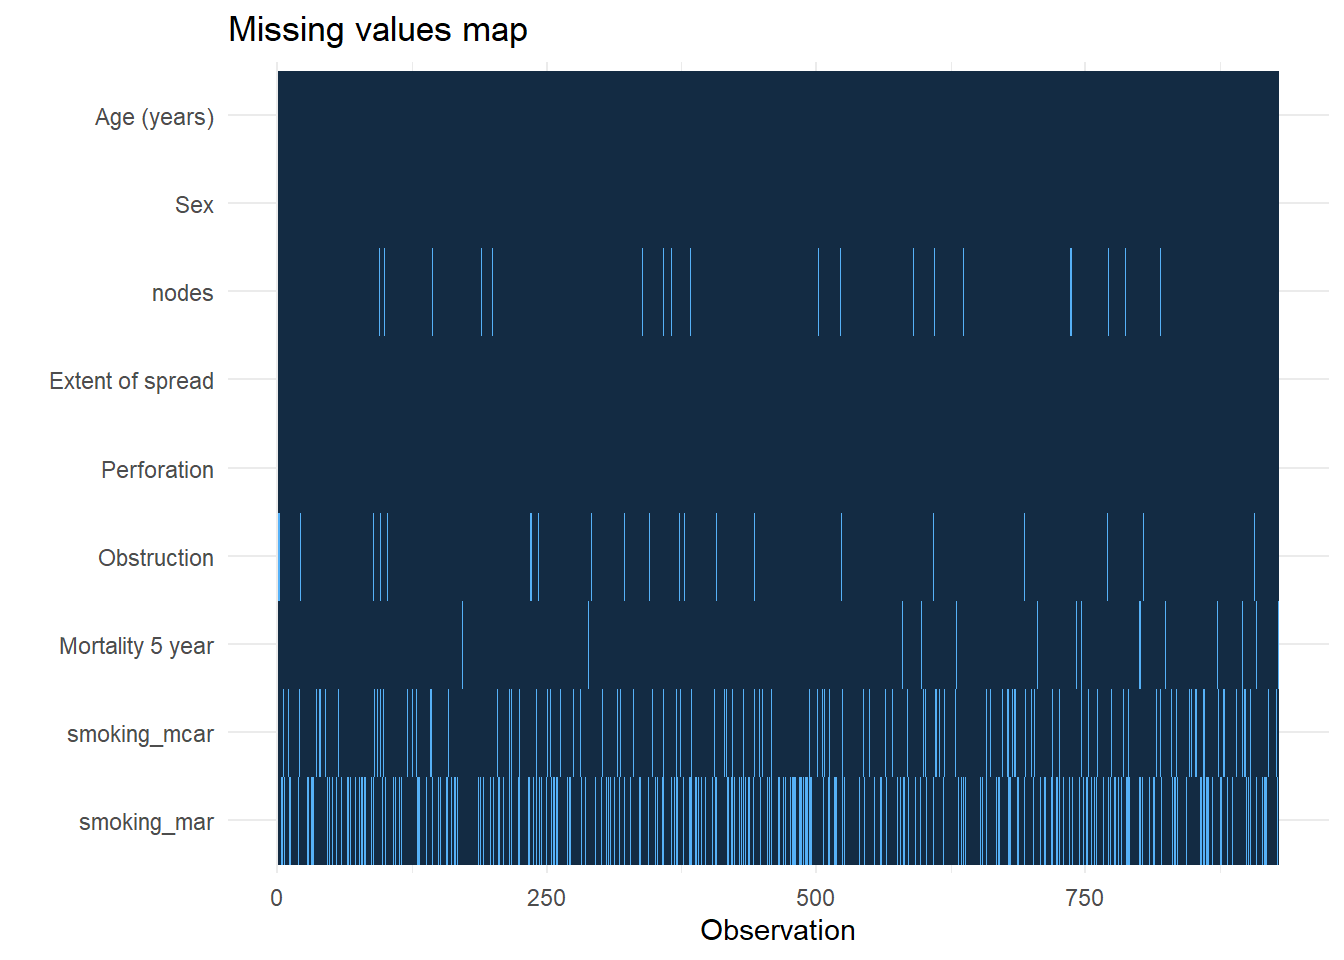 Missing values map
Age (years)
Sex
nodes
Extent of spread
Perforation
Obstruction
Mortality 5 year
smoking_mcar
smoking_mar
0 250 500 750
Observation